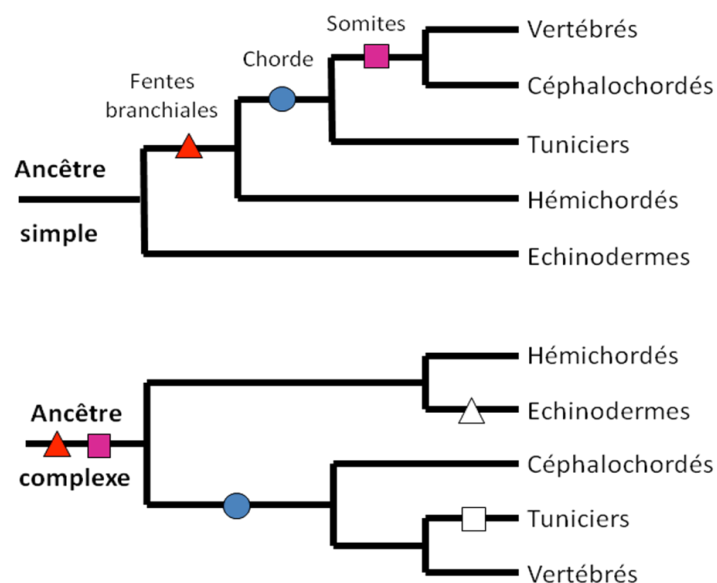 Somites
Vertébrés
Chorde
Fentes
branchiales
Céphalochordés
Tuniciers
Ancêtre
simple
Hémichordés
Echinodermes
Hémichordés
Ancêtre
complexe
Echinodermes
Céphalochordés
Tuniciers
Vertébrés